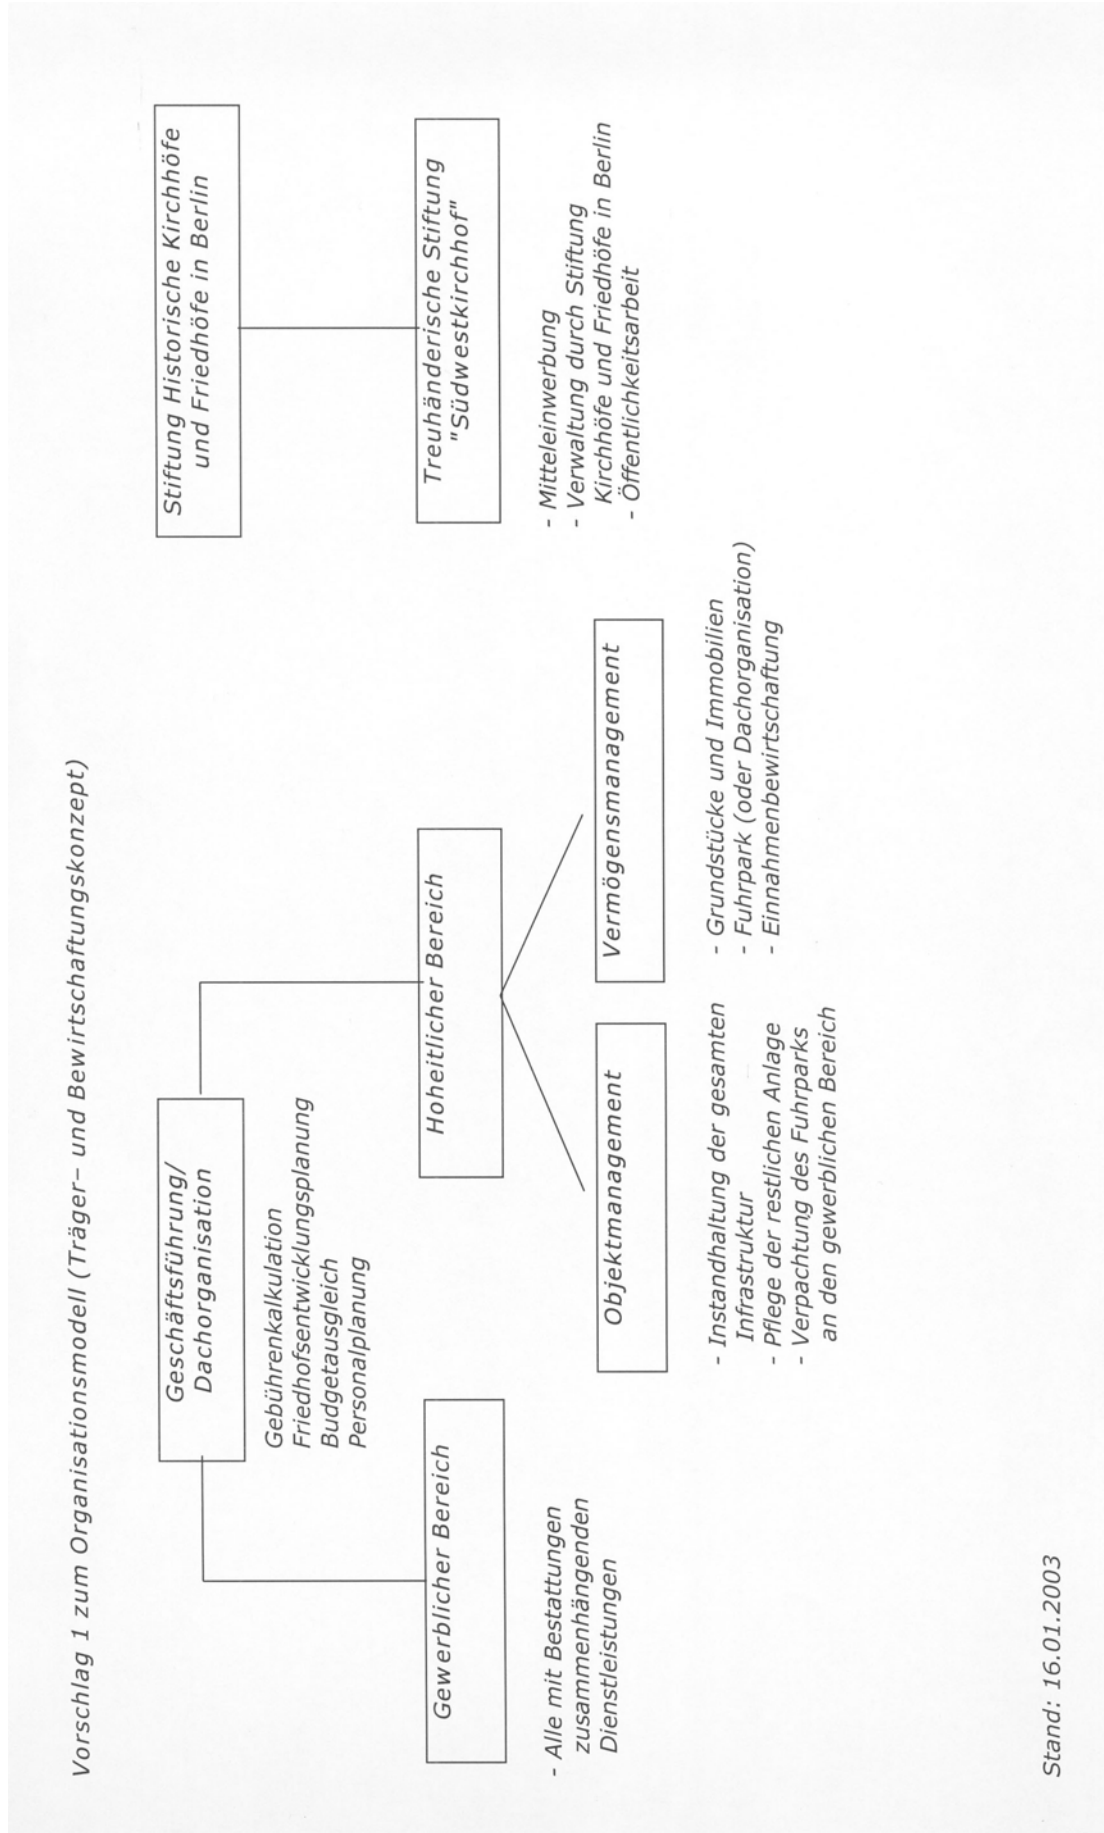 Vorschlag 1 zum Organisationsmodell (Träger- und Bewirtschaftungskonzept)
Geschäftsführung/
Dachorganisation
Gebührenkalkulation
Friedhofsentwicklungsplanung
Budgetausgleich
Personalplanung
Stiftung Historische Kirchhöfe
und Friedhöfe in Berlin
Gewerblicher Bereich
- Alle mit Bestattungen
zusammenhängenden
Dienstleistungen
Hoheitlicher Bereich
Treuhänderische Stiftung
"Südwestkirchhof"
- Mitteleinwerbung
- Verwaltung durch Stiftung
Kirchhöfe und Friedhöfe in Berlin
- Öffentlichkeitsarbeit
Objektmanagement
- Instandhaltung der gesamten
Infrastruktur
- Pflege der restlichen Anlage
- Verpachtung des Fuhrparks
an den gewerblichen Bereich
Vermögensmanagement
- Grundstücke und Immobilien
- Fuhrpark (oder Dachorganisation)
- Einnahmenbewirtschaftung
Stand: 16.01.2003